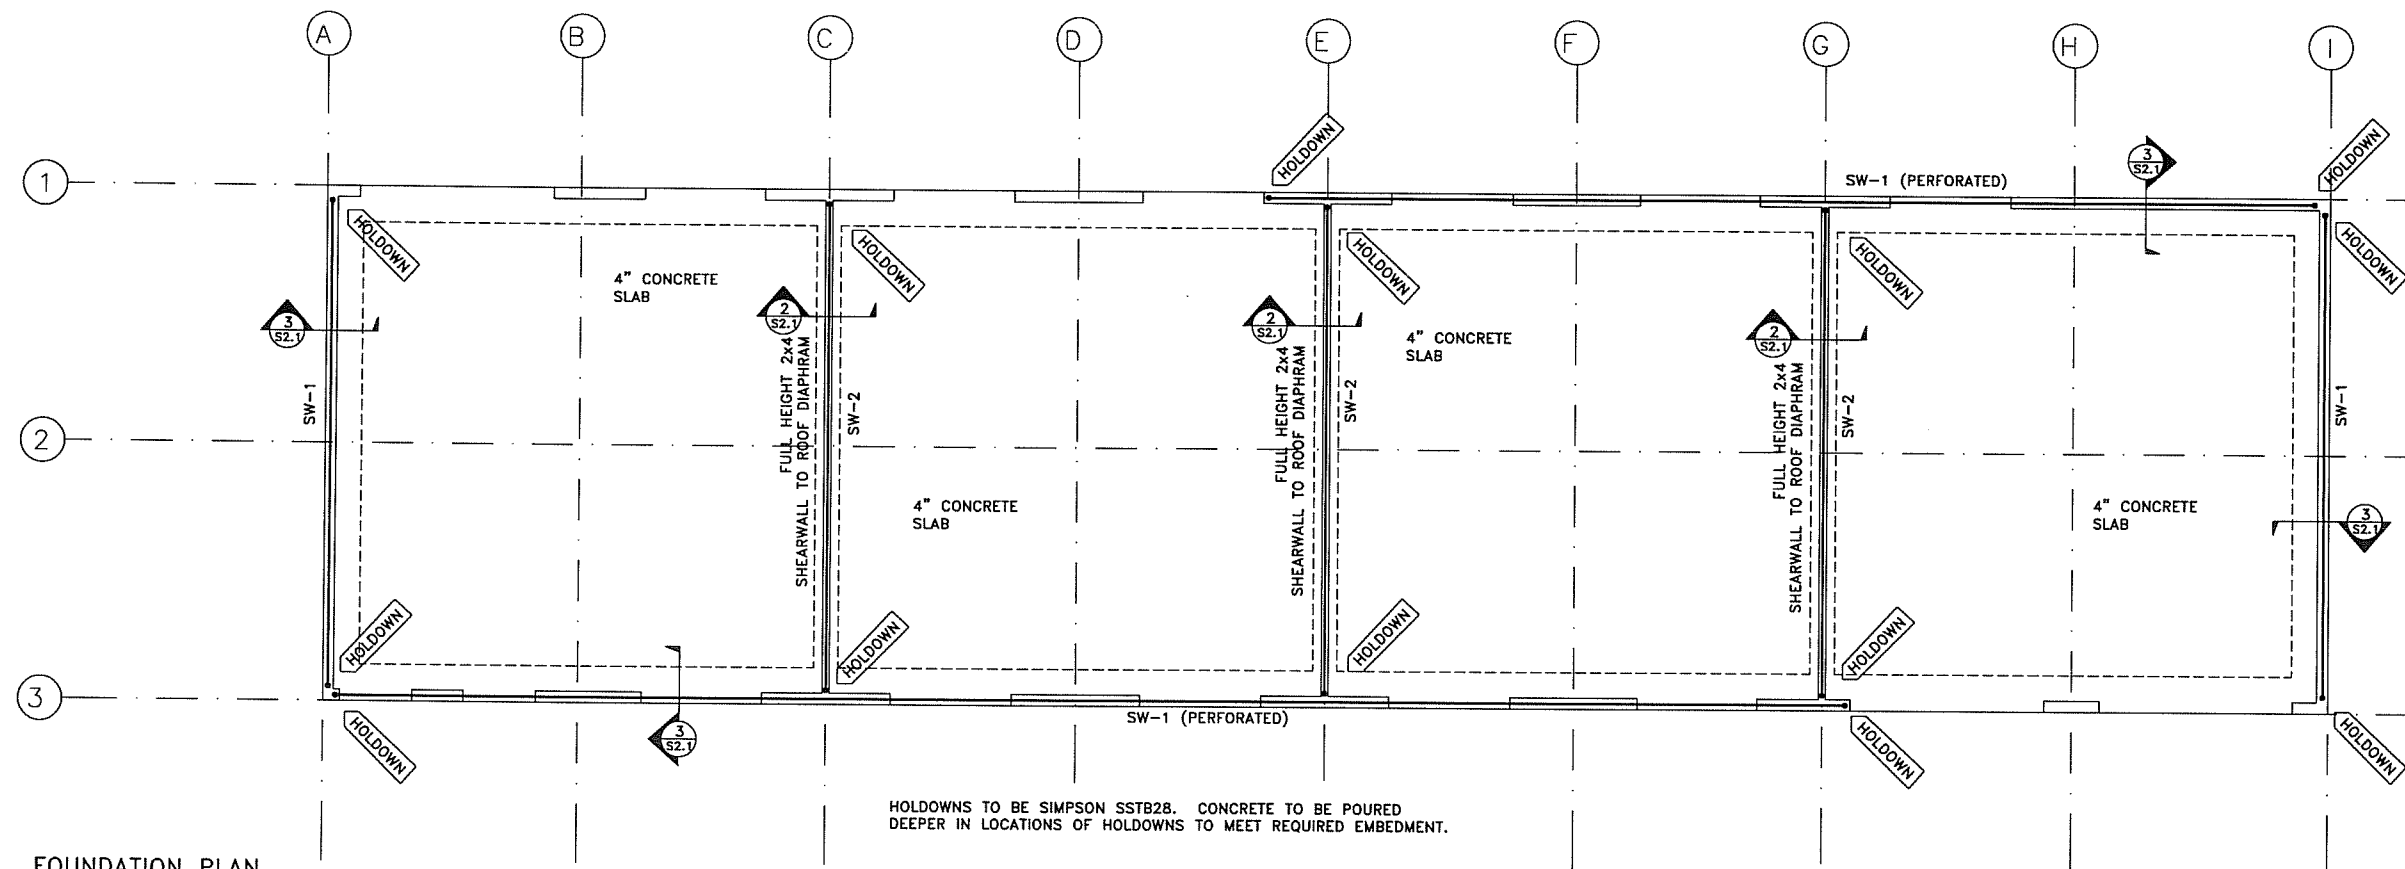 A
B
C
D
E
F
G
H
I
HOLDOWN
HOLDOWN
1
SW-1 (PERFORATED)
3
S2.1
HOLDOWN
HOLDOWN
HOLDOWN
HOLDOWN
HOLDOWN
4" CONCRETE
SLAB
3
S2.1
2
S2.1
2
S2.1
4" CONCRETE
SLAB
2
S2.1
SW-1
FULL HEIGHT 2x4
SHEARWALL TO ROOF DIAPHRAM
SW-2
FULL HEIGHT 2x4
SHEARWALL TO ROOF DIAPHRAM
SW-2
FULL HEIGHT 2x4
SHEARWALL TO ROOF DIAPHRAM
SW-2
SW-1
2
4" CONCRETE
SLAB
4" CONCRETE
SLAB
3
S2.1
HOLDOWN
HOLDOWN
HOLDOWN
HOLDOWN
3
SW-1 (PERFORATED)
HOLDOWN
3
S2.1
HOLDOWN
HOLDOWN
HOLDOWNS TO BE SIMPSON SSTB28. CONCRETE TO BE POURED
DEEPER IN LOCATIONS OF HOLDOWNS TO MEET REQUIRED EMBEDMENT.
FOUNDATION PLAN